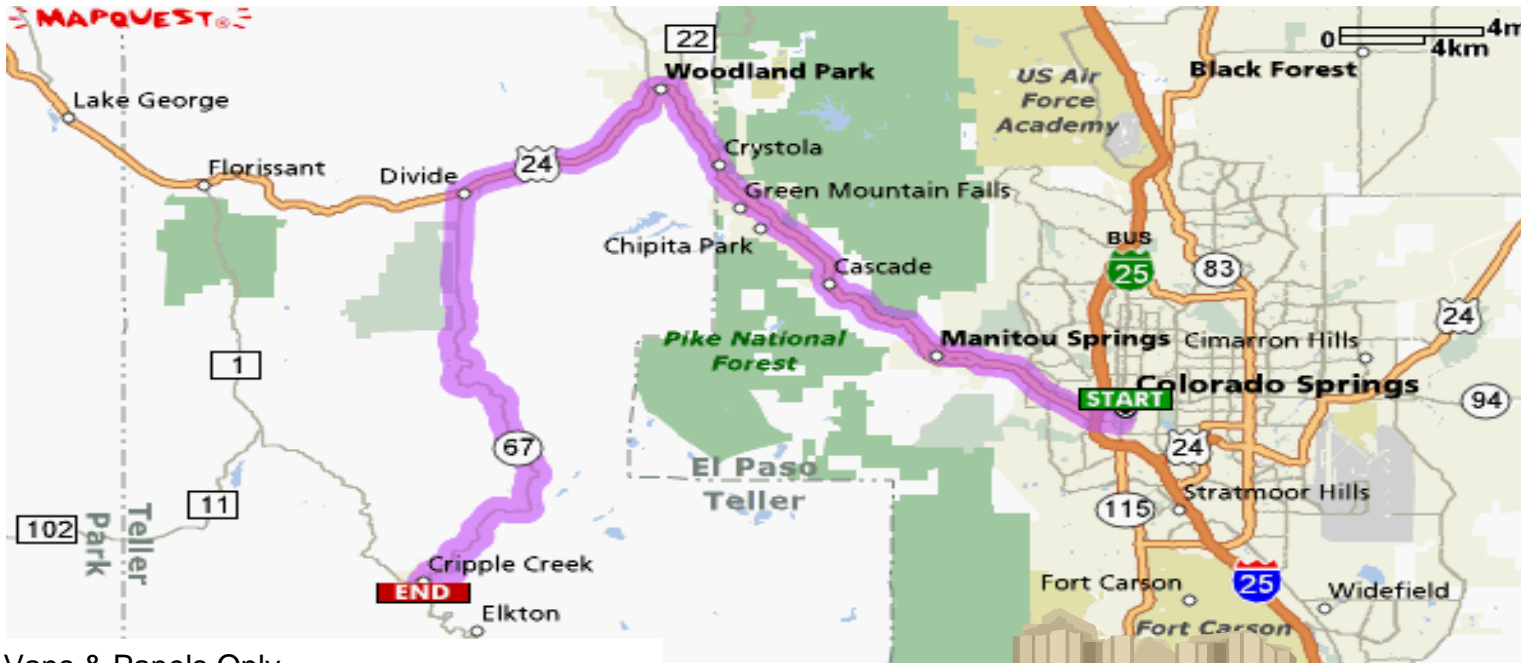 MAPQUEST®
22
0 4m
4km
Woodland Park
Black Forest
US Air
Force
Academy
Lake George
Crystola
Florissant
Divide
24
Green Mountain Falls
Chipita Park
BUS
25
83
Cascade
24
Pike National
Forest
Manitou Springs
Cimarron Hills
1
START
Colorado Springs
94
67
24
El Paso
Teller
Stratmoor Hills
11
115
102
Park
Teller
Cripple Creek
END
Fort Carson
25
Widefield
Elkton
Fort Carson
Vans & Panels Only